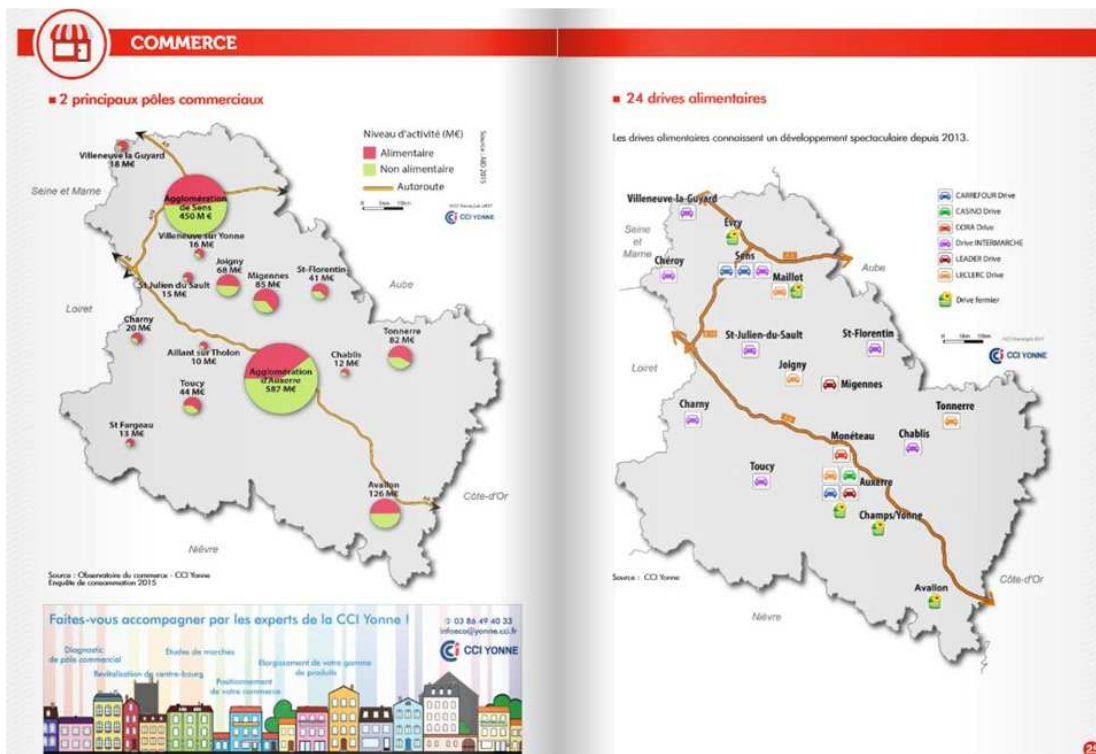 COMMERCE
2 principaux pôles commerciaux
Niveau d'activité (M€)
Alimentaire
Non alimentaire
Autoroute
CCI YONNE
Villeneuve la Guyard
18 M€
Seine et Marne
Agglomération
de Sens
450 M €
Villeneuve sur Yonne
16 M€
Joigny
68 M€
Migennes
85 M€
St-Florentin
41 M€
Aube
St Julien du Sault
15 M€
Loiret
Charny
20 M€
Aillant sur Tholon
10 M€
Tonnerre
82 M€
Chablis
12 M€
Agglomération
d'Auxerre
587 M€
Toucy
44 M€
St Fargeau
13 M€
Avallon
126 M€
Côte-d'Or
Nièvre
Source : Observatoire du commerce - CCI Yonne
Enquête de consommation 2015
Faites-vous accompagner par les experts de la CCI Yonne !
03 86 49 40 33
infoeco@yonne.cci.fr
CCI YONNE
Diagnostic
de pôle commercial
Études de marches
Revitalisation de centre-bourg
Elargissement de votre gamme
de produits
Positionnement
de votre commerce
24 drives alimentaires
Les drives alimentaires connaissent un développement spectaculaire depuis 2013.
CARREFOUR Drive
CASINO Drive
CORA Drive
Drive INTERMARCHE
LEADER Drive
LECLERC Drive
Drive fermier
CCI YONNE
Villeneuve-la-Guyard
Seine
et
Marne
Evry
Sens
Chéroy
Maillot
Aube
St-Julien-du-Sault
St-Florentin
Loiret
Joigny
Migennes
Charny
Tonnerre
Monéteau
Chablis
Toucy
Auxerre
Champs/Yonne
Avallon
Côte-d'Or
Nièvre
Source : CCI Yonne